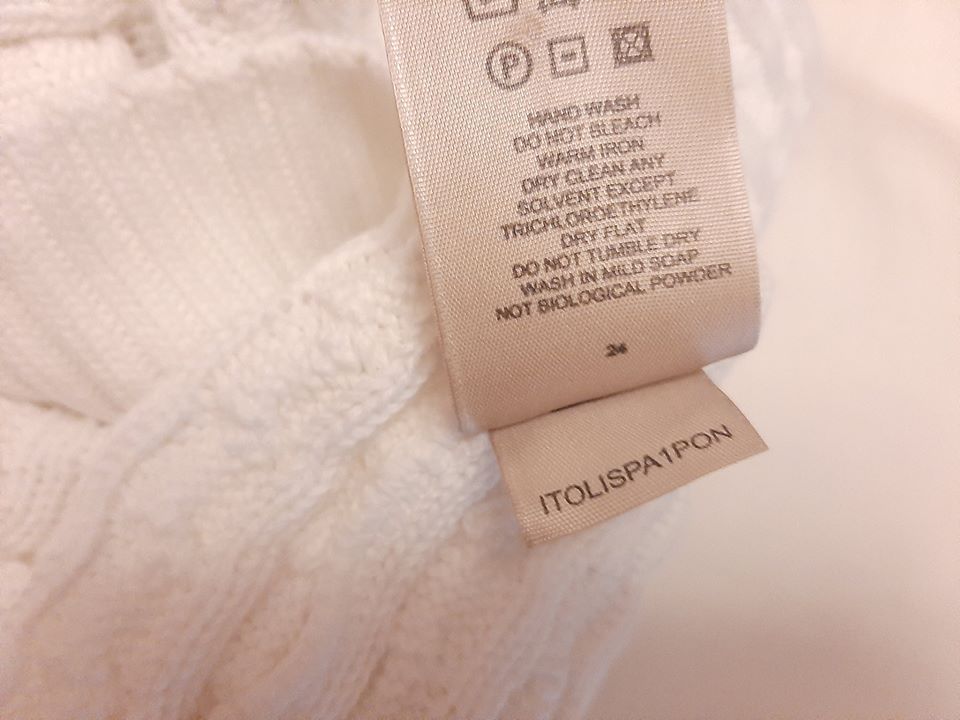 P
HAND WASH
DO NOT BLEACH
WARM IRON
DRY CLEAN ANY
SOLVENT EXCEPT
TRICHLOROETHYLENE
DRY FLAT
DO NOT TUMBLE DRY
WASH IN MILD SOAP
NOT BIOLOGICAL POWDER
24
ITOLISPA1PON